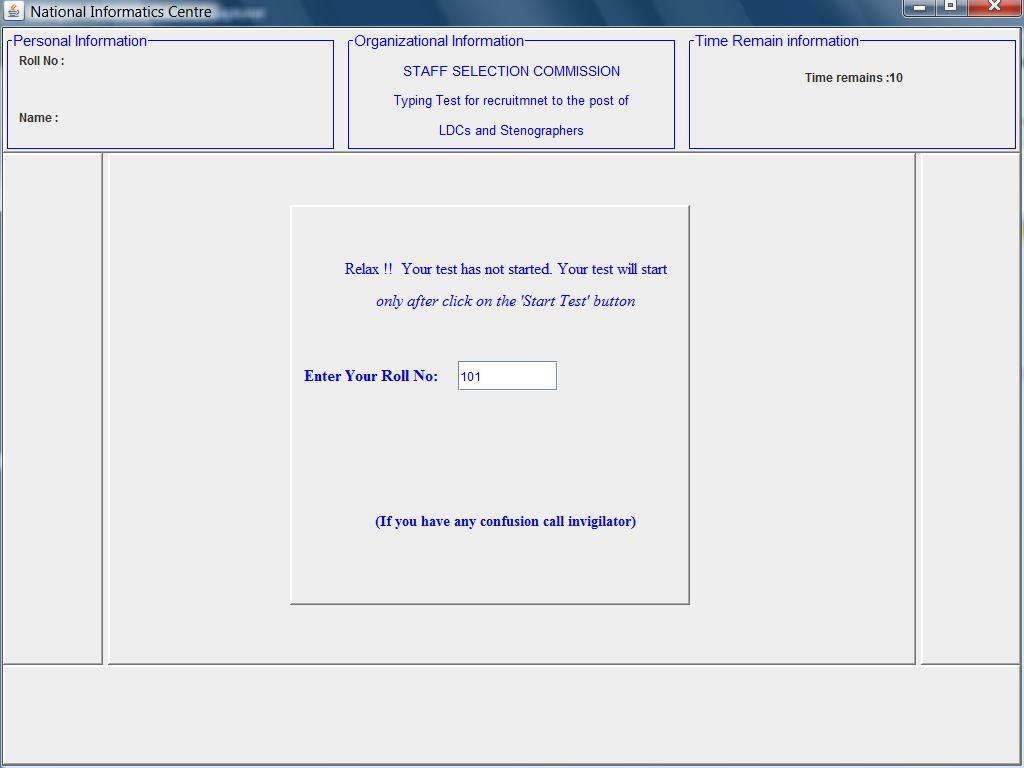 National Informatics Centre
Personal Information
Roll No :
Name :
Organizational Information
STAFF SELECTION COMMISSION
Typing Test for recruitmnet to the post of
LDCs and Stenographers
Time Remain information
Time remains :10
Relax !!  Your test has not started. Your test will start
only after click on the 'Start Test' button
Enter Your Roll No: 101
(If you have any confusion call invigilator)